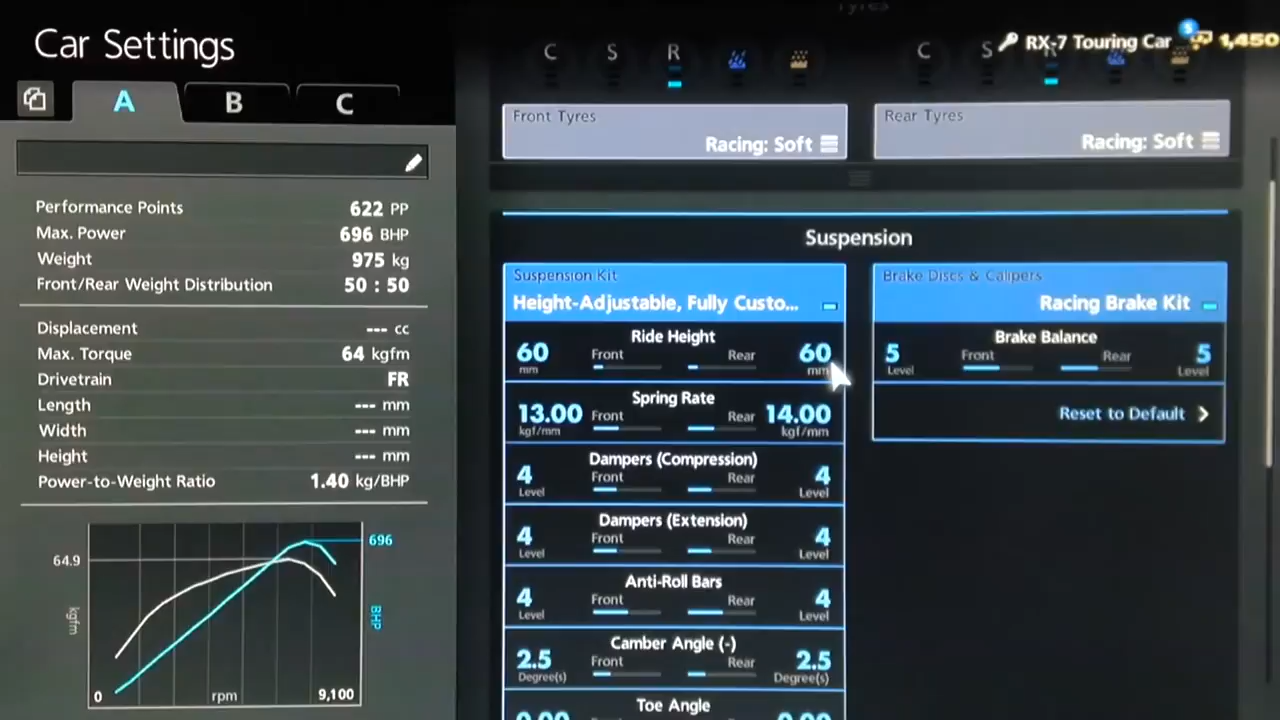 Tyres
Car Settings
RX-7 Touring Car
1,450
A
B
C
C S R
C S R
Front Tyres
Racing: Soft
Rear Tyres
Racing: Soft
Performance Points 622 PP
Max. Power 696 BHP
Weight 975 kg
Front/Rear Weight Distribution 50 : 50
Displacement --- cc
Max. Torque 64 kgfm
Drivetrain FR
Length --- mm
Width --- mm
Height --- mm
Power-to-Weight Ratio 1.40 kg/BHP
64.9
696
kgfm
BHP
0 rpm 9,100
Suspension
Suspension Kit
Height-Adjustable, Fully Custo...
Ride Height
60 mm Front Rear 60 mm
Spring Rate
13.00 kgf/mm Front Rear 14.00 kgf/mm
Dampers (Compression)
4 Level Front Rear 4 Level
Dampers (Extension)
4 Level Front Rear 4 Level
Anti-Roll Bars
4 Level Front Rear 4 Level
Camber Angle (-)
2.5 Degree(s) Front Rear 2.5 Degree(s)
Toe Angle
0.00 0.00
Brake Discs & Calipers
Racing Brake Kit
Brake Balance
5 Level Front Rear 5 Level
Reset to Default